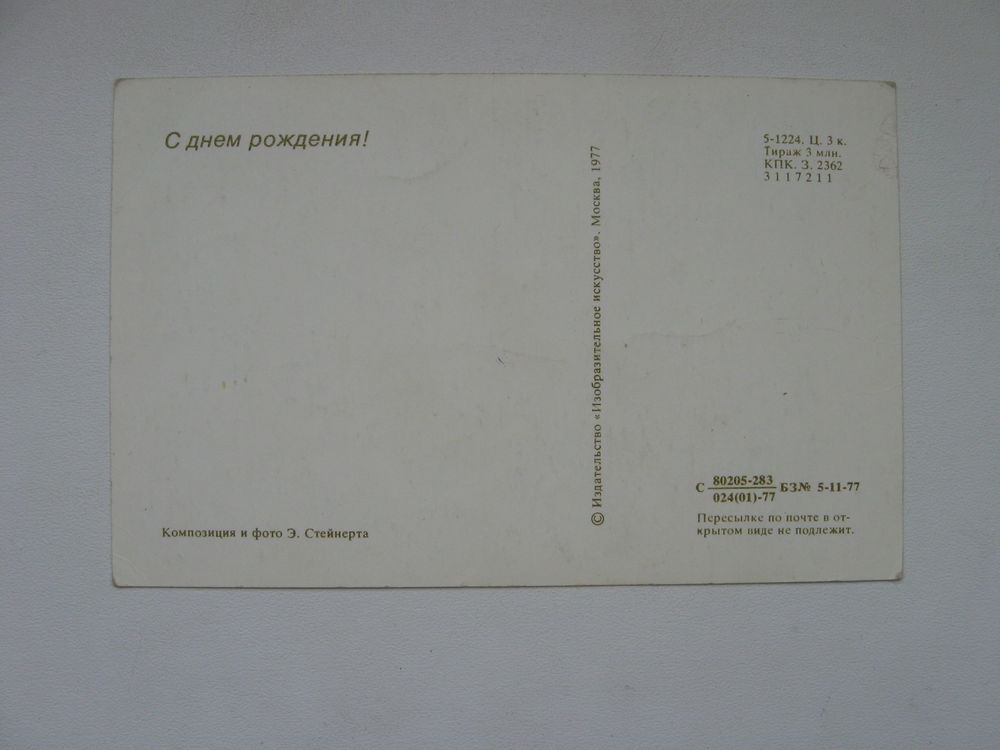 С днем рождения!
Композиция и фото Э. Стейнерта
© Издательство «Изобразительное искусство». Москва, 1977
5-1224. Ц. 3 к.
Тираж 3 млн.
КПК. З. 2362
3117211
С 80205-283 БЗ№ 5-11-77
024(01)-77
Пересылке по почте в от-
крытом виде не подлежит.